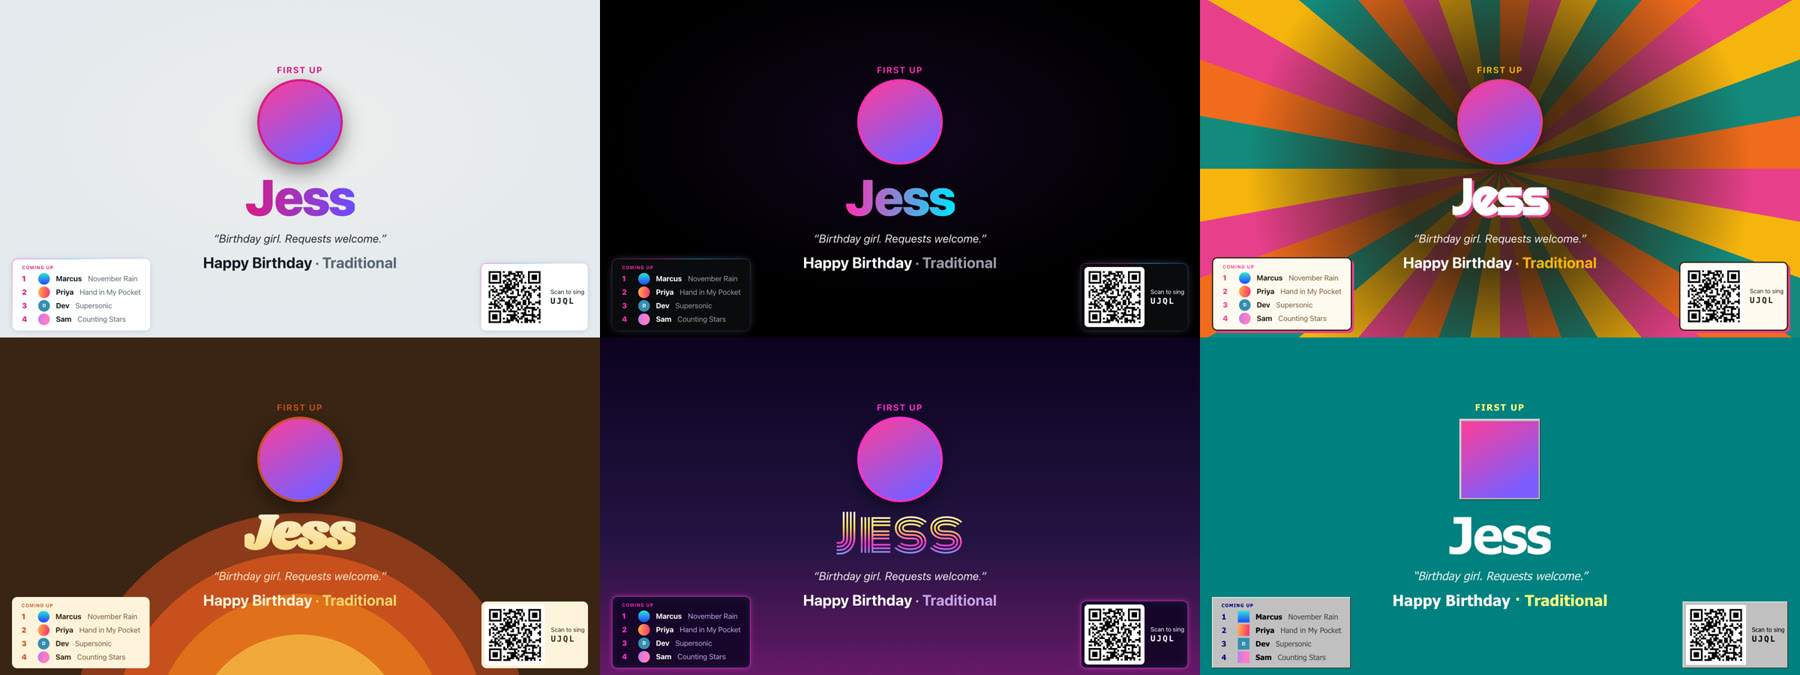 FIRST UP
Jess
“Birthday girl. Requests welcome.”
Happy Birthday · Traditional
COMING UP
1 Marcus November Rain
2 Priya Hand in My Pocket
3 D Dev Supersonic
4 Sam Counting Stars
Scan to sing
UJQL
FIRST UP
Jess
“Birthday girl. Requests welcome.”
Happy Birthday · Traditional
COMING UP
1 Marcus November Rain
2 Priya Hand in My Pocket
3 D Dev Supersonic
4 Sam Counting Stars
Scan to sing
UJQL
FIRST UP
Jess
“Birthday girl. Requests welcome.”
Happy Birthday · Traditional
COMING UP
1 Marcus November Rain
2 Priya Hand in My Pocket
3 D Dev Supersonic
4 Sam Counting Stars
Scan to sing
UJQL
FIRST UP
Jess
“Birthday girl. Requests welcome.”
Happy Birthday · Traditional
COMING UP
1 Marcus November Rain
2 Priya Hand in My Pocket
3 D Dev Supersonic
4 Sam Counting Stars
Scan to sing
UJQL
FIRST UP
JESS
“Birthday girl. Requests welcome.”
Happy Birthday · Traditional
COMING UP
1 Marcus November Rain
2 Priya Hand in My Pocket
3 D Dev Supersonic
4 Sam Counting Stars
Scan to sing
UJQL
FIRST UP
Jess
“Birthday girl. Requests welcome.”
Happy Birthday · Traditional
COMING UP
1 Marcus November Rain
2 Priya Hand in My Pocket
3 D Dev Supersonic
4 Sam Counting Stars
Scan to sing
UJQL